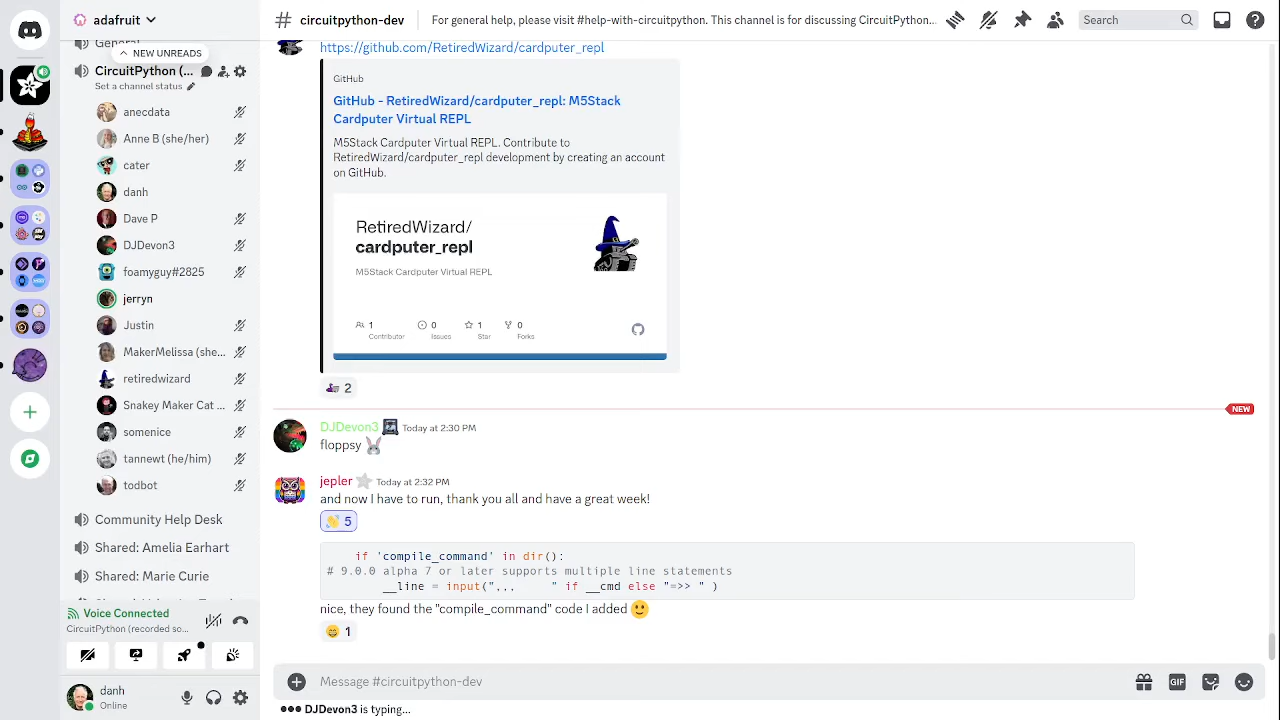 adafruit
# circuitpython-dev
For general help, please visit #help-with-circuitpython. This channel is for discussing CircuitPython...
Search
General
NEW UNREADS
CircuitPython (...
Set a channel status
anecdata
Anne B (she/her)
cater
danh
Dave P
DJDevon3
foamyguy#2825
jerryn
Justin
MakerMelissa (she...
retiredwizard
Snakey Maker Cat ...
somenice
tannewt (he/him)
todbot
Community Help Desk
Shared: Amelia Earhart
Shared: Marie Curie
Voice Connected
CircuitPython (recorded so...
danh
Online
https://github.com/RetiredWizard/cardputer_repl
GitHub
GitHub - RetiredWizard/cardputer_repl: M5Stack
Cardputer Virtual REPL
M5Stack Cardputer Virtual REPL. Contribute to
RetiredWizard/cardputer_repl development by creating an account
on GitHub.
RetiredWizard/
cardputer_repl
M5Stack Cardputer Virtual REPL
1 Contributor
0 Issues
1 Star
0 Forks
2
NEW
DJDevon3 Today at 2:30 PM
floppsy
jepler Today at 2:32 PM
and now I have to run, thank you all and have a great week!
5
if 'compile_command' in dir():
# 9.0.0 alpha 7 or later supports multiple line statements
__line = input("... " if __cmd else "=>> " )
nice, they found the "compile_command" code I added
1
Message #circuitpython-dev
GIF
DJDevon3 is typing...